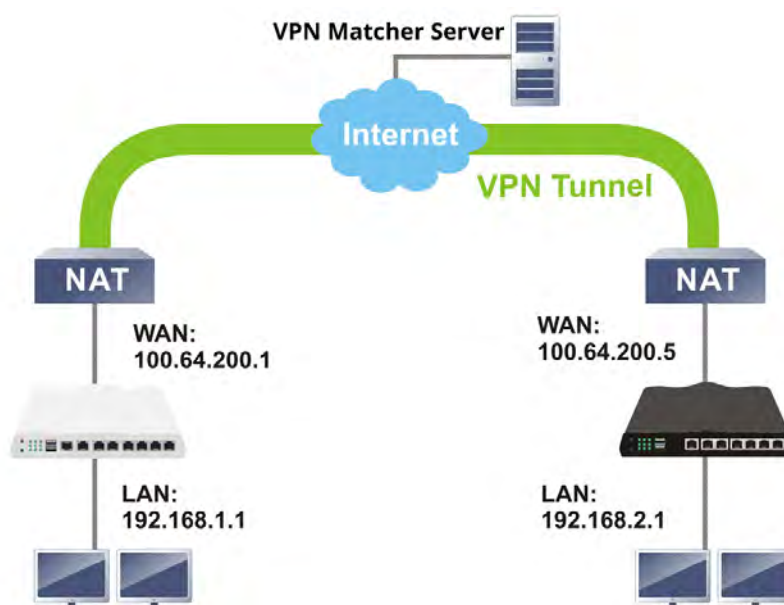 VPN Matcher Server
Internet
VPN Tunnel
NAT
NAT
WAN:
100.64.200.1
WAN:
100.64.200.5
LAN:
192.168.1.1
LAN:
192.168.2.1